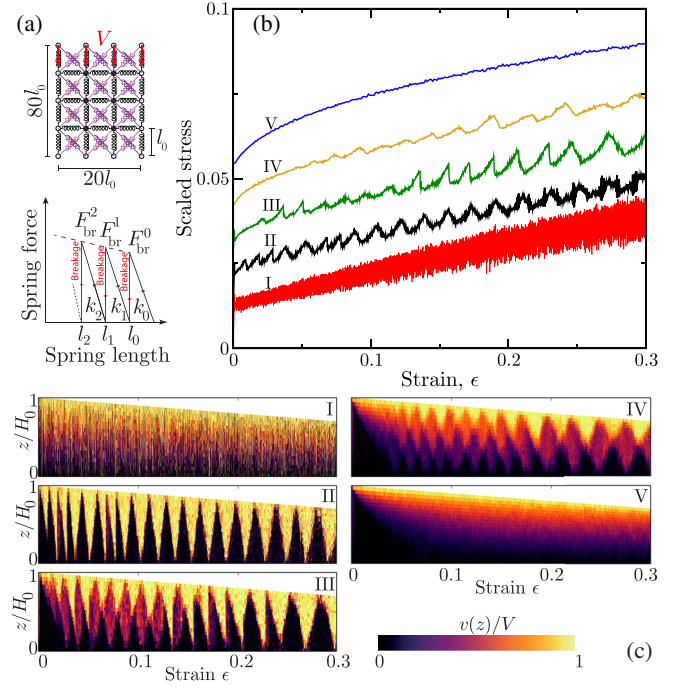 (a)
V
80l₀
l₀
20l₀
Spring force
F²br F¹br F⁰br
Breakage
Breakage
Breakage
k₂ k₁ k₀
l₂ l₁ l₀
Spring length
(b)
Scaled stress
0.1
0.05
0
V
IV
III
II
I
0 0.1 0.2 0.3
Strain, ϵ
z/H₀
1
0
I
z/H₀
1
0
II
z/H₀
1
0
III
0 0.1 0.2 0.3
Strain ϵ
IV
V
0 0.1 0.2 0.3
Strain ϵ
v(z)/V
0 1
(c)